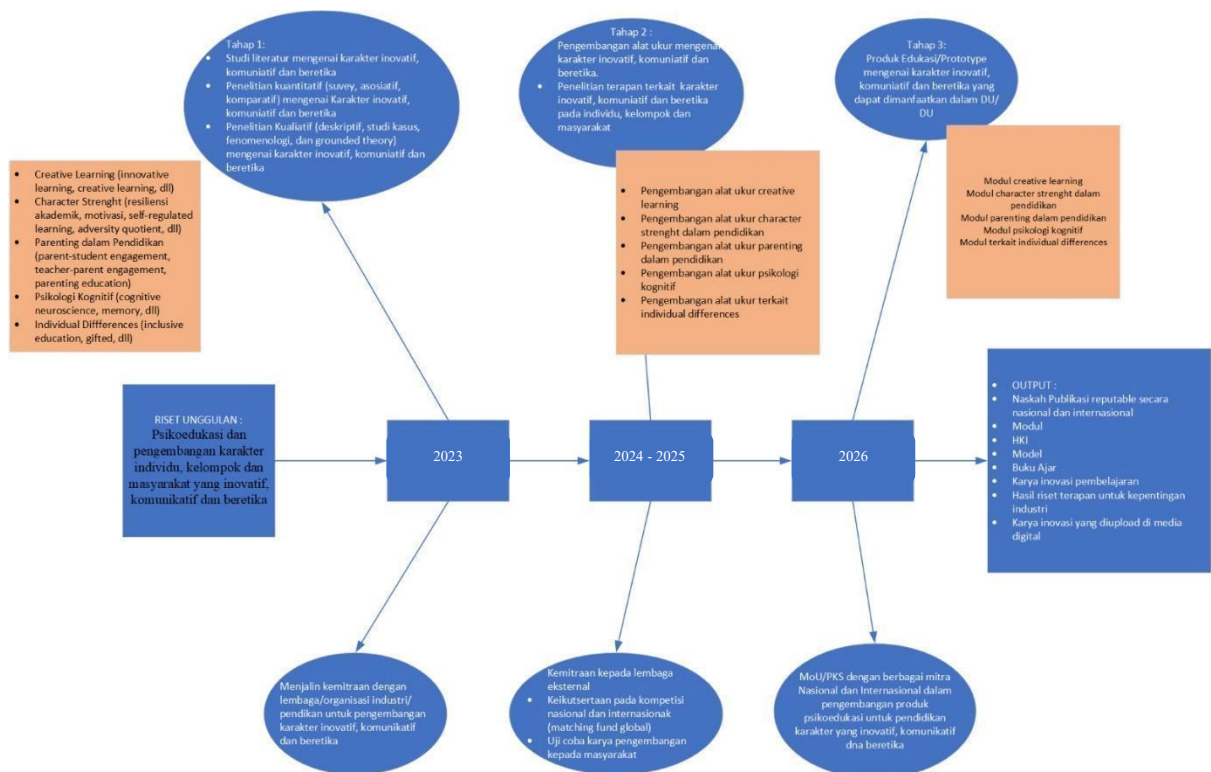 Tahap 1:
• Studi literatur mengenai karakter inovatif,
komuniatif dan beretika
• Penelitian kuantitatif (suvey, asosiatif,
komparatif) mengenai Karakter inovatif,
komuniatif dan beretika
• Penelitian Kualiatif (deskriptif, studi kasus,
fenomenologi, dan grounded theory)
mengenai karakter inovatif, komuniatif dan
beretika
Tahap 2 :
• Pengembangan alat ukur mengenai
karakter inovatif, komuniatif dan
beretika.
• Penelitian terapan terkait karakter
inovatif, komuniatif dan beretika
pada individu, kelompok dan
masyarakat
Tahap 3:
Produk Edukasi/Prototype
mengenai karakter inovatif,
komuniatif dan beretika yang
dapat dimanfaatkan dalam DU/
DU
• Creative Learning (innovative
learning, creative learning, dll)
• Character Strenght (resiliensi
akademik, motivasi, self-regulated
learning, adversity quotient, dll)
• Parenting dalam Pendidikan
(parent-student engagement,
teacher-parent engagement,
parenting education)
• Psikologi Kognitif (cognitive
neuroscience, memory, dll)
• Individual Diffferences (inclusive
education, gifted, dll)
• Pengembangan alat ukur creative
learning
• Pengembangan alat ukur character
strenght dalam pendidikan
• Pengembangan alat ukur parenting
dalam pendidikan
• Pengembangan alat ukur psikologi
kognitif
• Pengembangan alat ukur terkait
individual differences
Modul creative learning
Modul character strenght dalam
pendidikan
Modul parenting dalam pendidikan
Modul psikologi kognitif
Modul terkait individual differences
RISET UNGGULAN :
Psikoedukasi dan
pengembangan karakter
individu, kelompok dan
masyarakat yang inovatif,
komunikatif dan beretika
2023
2024 - 2025
2026
• OUTPUT :
• Naskah Publikasi reputable secara
nasional dan internasional
• Modul
• HKI
• Model
• Buku Ajar
• Karya inovasi pembelajaran
• Hasil riset terapan untuk kepentingan
industri
• Karya inovasi yang diupload di media
digital
Menjalin kemitraan dengan
lembaga/organisasi industri/
pendikan untuk pengembangan
karakter inovatif, komunikatif
dan beretika
Kemitraan kepada lembaga
eksternal
• Keikutsertaan pada kompetisi
nasional dan internasionak
(matching fund global)
• Uji coba karya pengembangan
kepada masyarakat
MoU/PKS dengan berbagai mitra
Nasional dan Internasional dalam
pengembangan produk
psikoedukasi untuk pendidikan
karakter yang inovatif, komunikatif
dna beretika